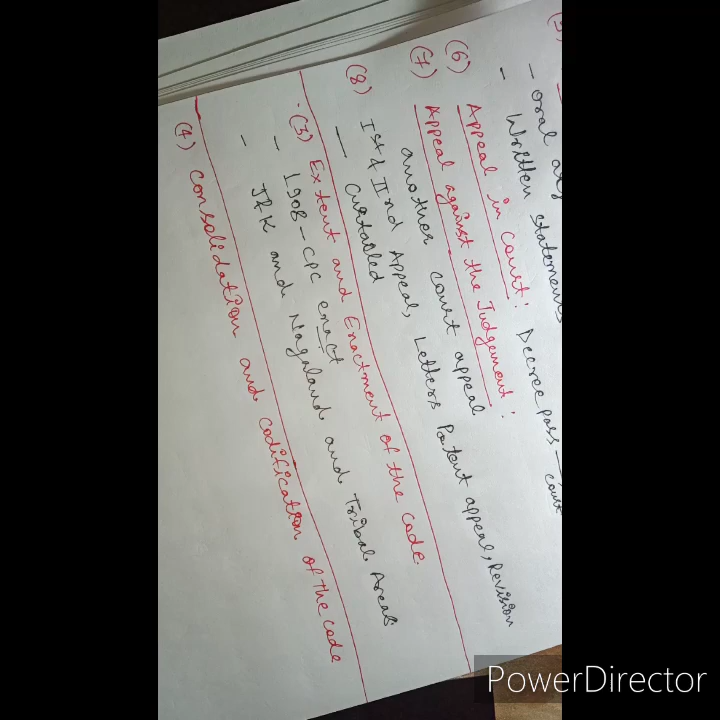 (5)
- oral
- Written statements
(6) Appeal in court: Decree pass - court
(7) Appeal against the Judgement:
another court appeal
(8) Ist & IInd Appeal, Letters Patent appeal, Revision
- Curtailed
(3) Extent and Enactment of the code
- 1908 - CPC enact
- J&K and Nagaland and Tribal Areas
(4) Consolidation and codification of the code
PowerDirector